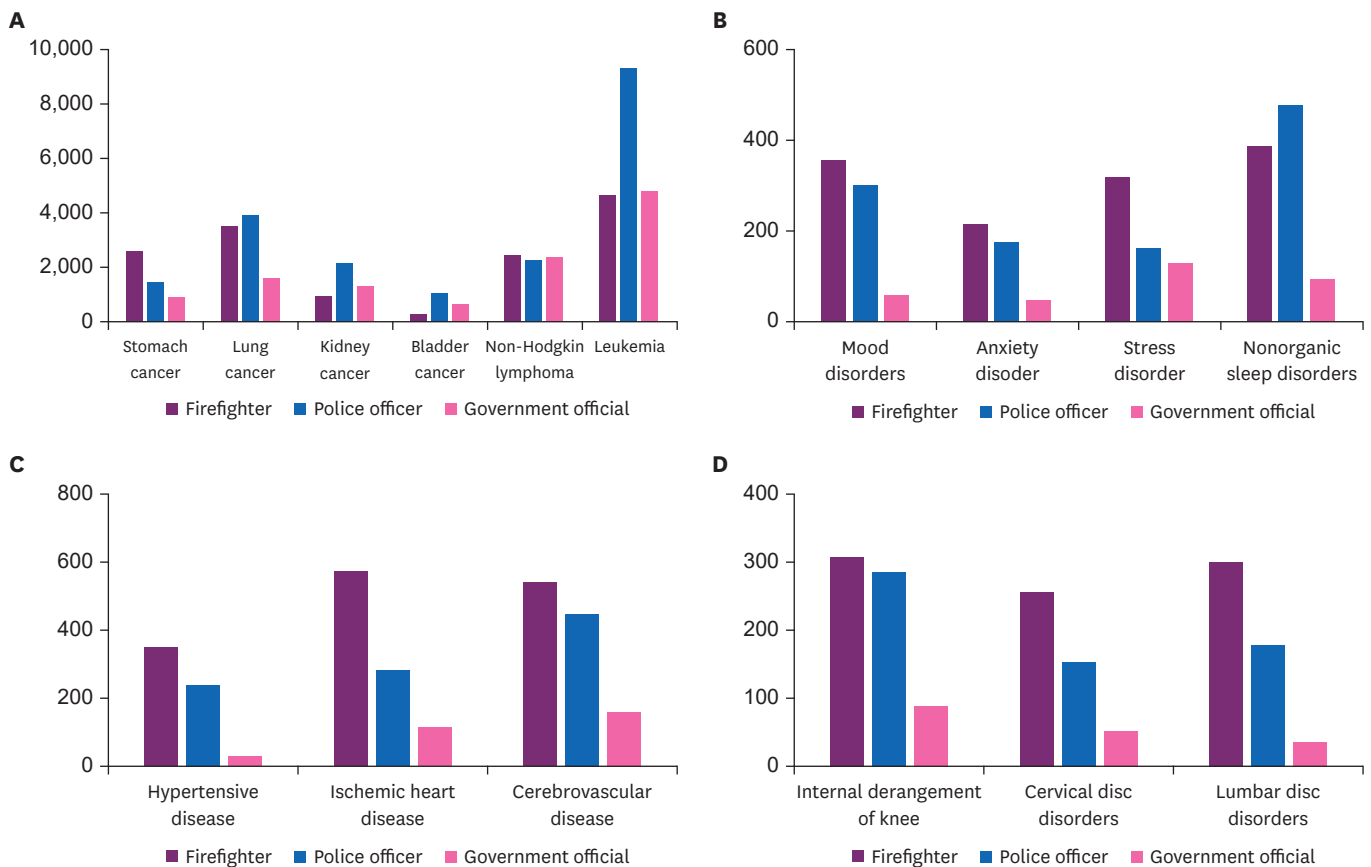 A
10,000
8,000
6,000
4,000
2,000
0
Stomach cancer
Lung cancer
Kidney cancer
Bladder cancer
Non-Hodgkin lymphoma
Leukemia
Firefighter Police officer Government official
B
600
400
200
0
Mood disorders
Anxiety disoder
Stress disorder
Nonorganic sleep disorders
Firefighter Police officer Government official
C
800
600
400
200
0
Hypertensive disease
Ischemic heart disease
Cerebrovascular disease
Firefighter Police officer Government official
D
400
300
200
100
0
Internal derangement of knee
Cervical disc disorders
Lumbar disc disorders
Firefighter Police officer Government official